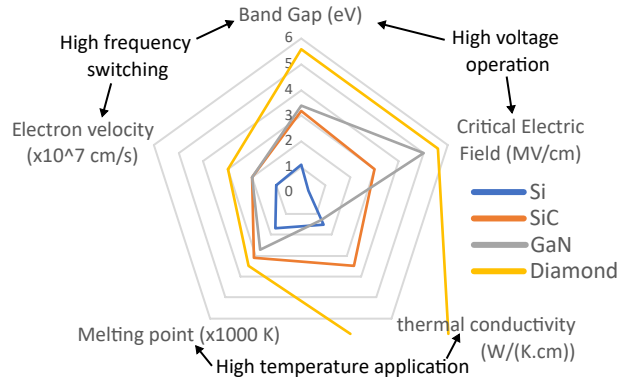 Band Gap (eV)
High frequency
switching
High voltage
operation
6
5
4
3
2
1
0
Electron velocity
(x10^7 cm/s)
Critical Electric
Field (MV/cm)
Si
SiC
GaN
Diamond
Melting point (x1000 K)
thermal conductivity
(W/(K.cm))
High temperature application